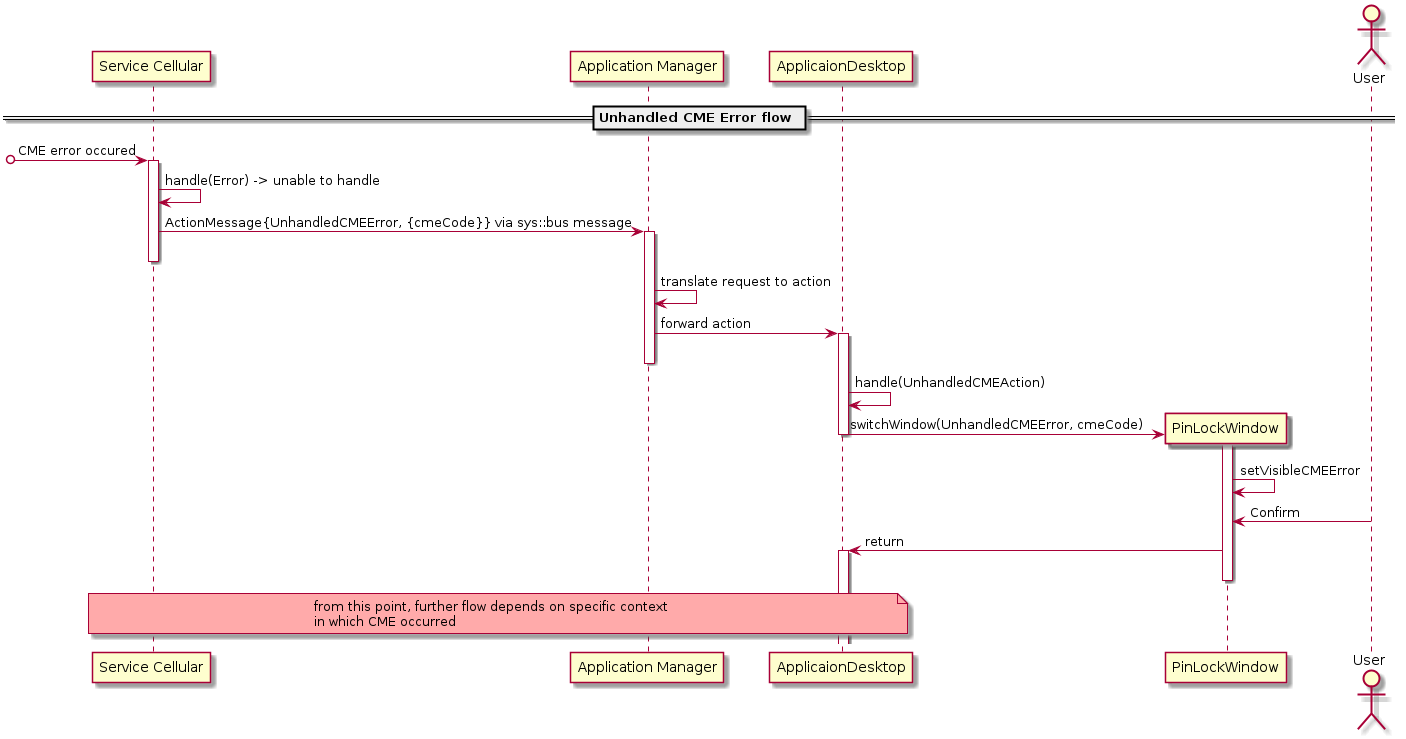 Service Cellular
Application Manager
ApplicaionDesktop
User
Unhandled CME Error flow
CME error occured
handle(Error) -> unable to handle
ActionMessage{UnhandledCMEError, {cmeCode}} via sys::bus message
translate request to action
forward action
handle(UnhandledCMEAction)
switchWindow(UnhandledCMEError, cmeCode)
PinLockWindow
setVisibleCMEError
Confirm
return
from this point, further flow depends on specific context
in which CME occurred
Service Cellular
Application Manager
ApplicaionDesktop
PinLockWindow
User